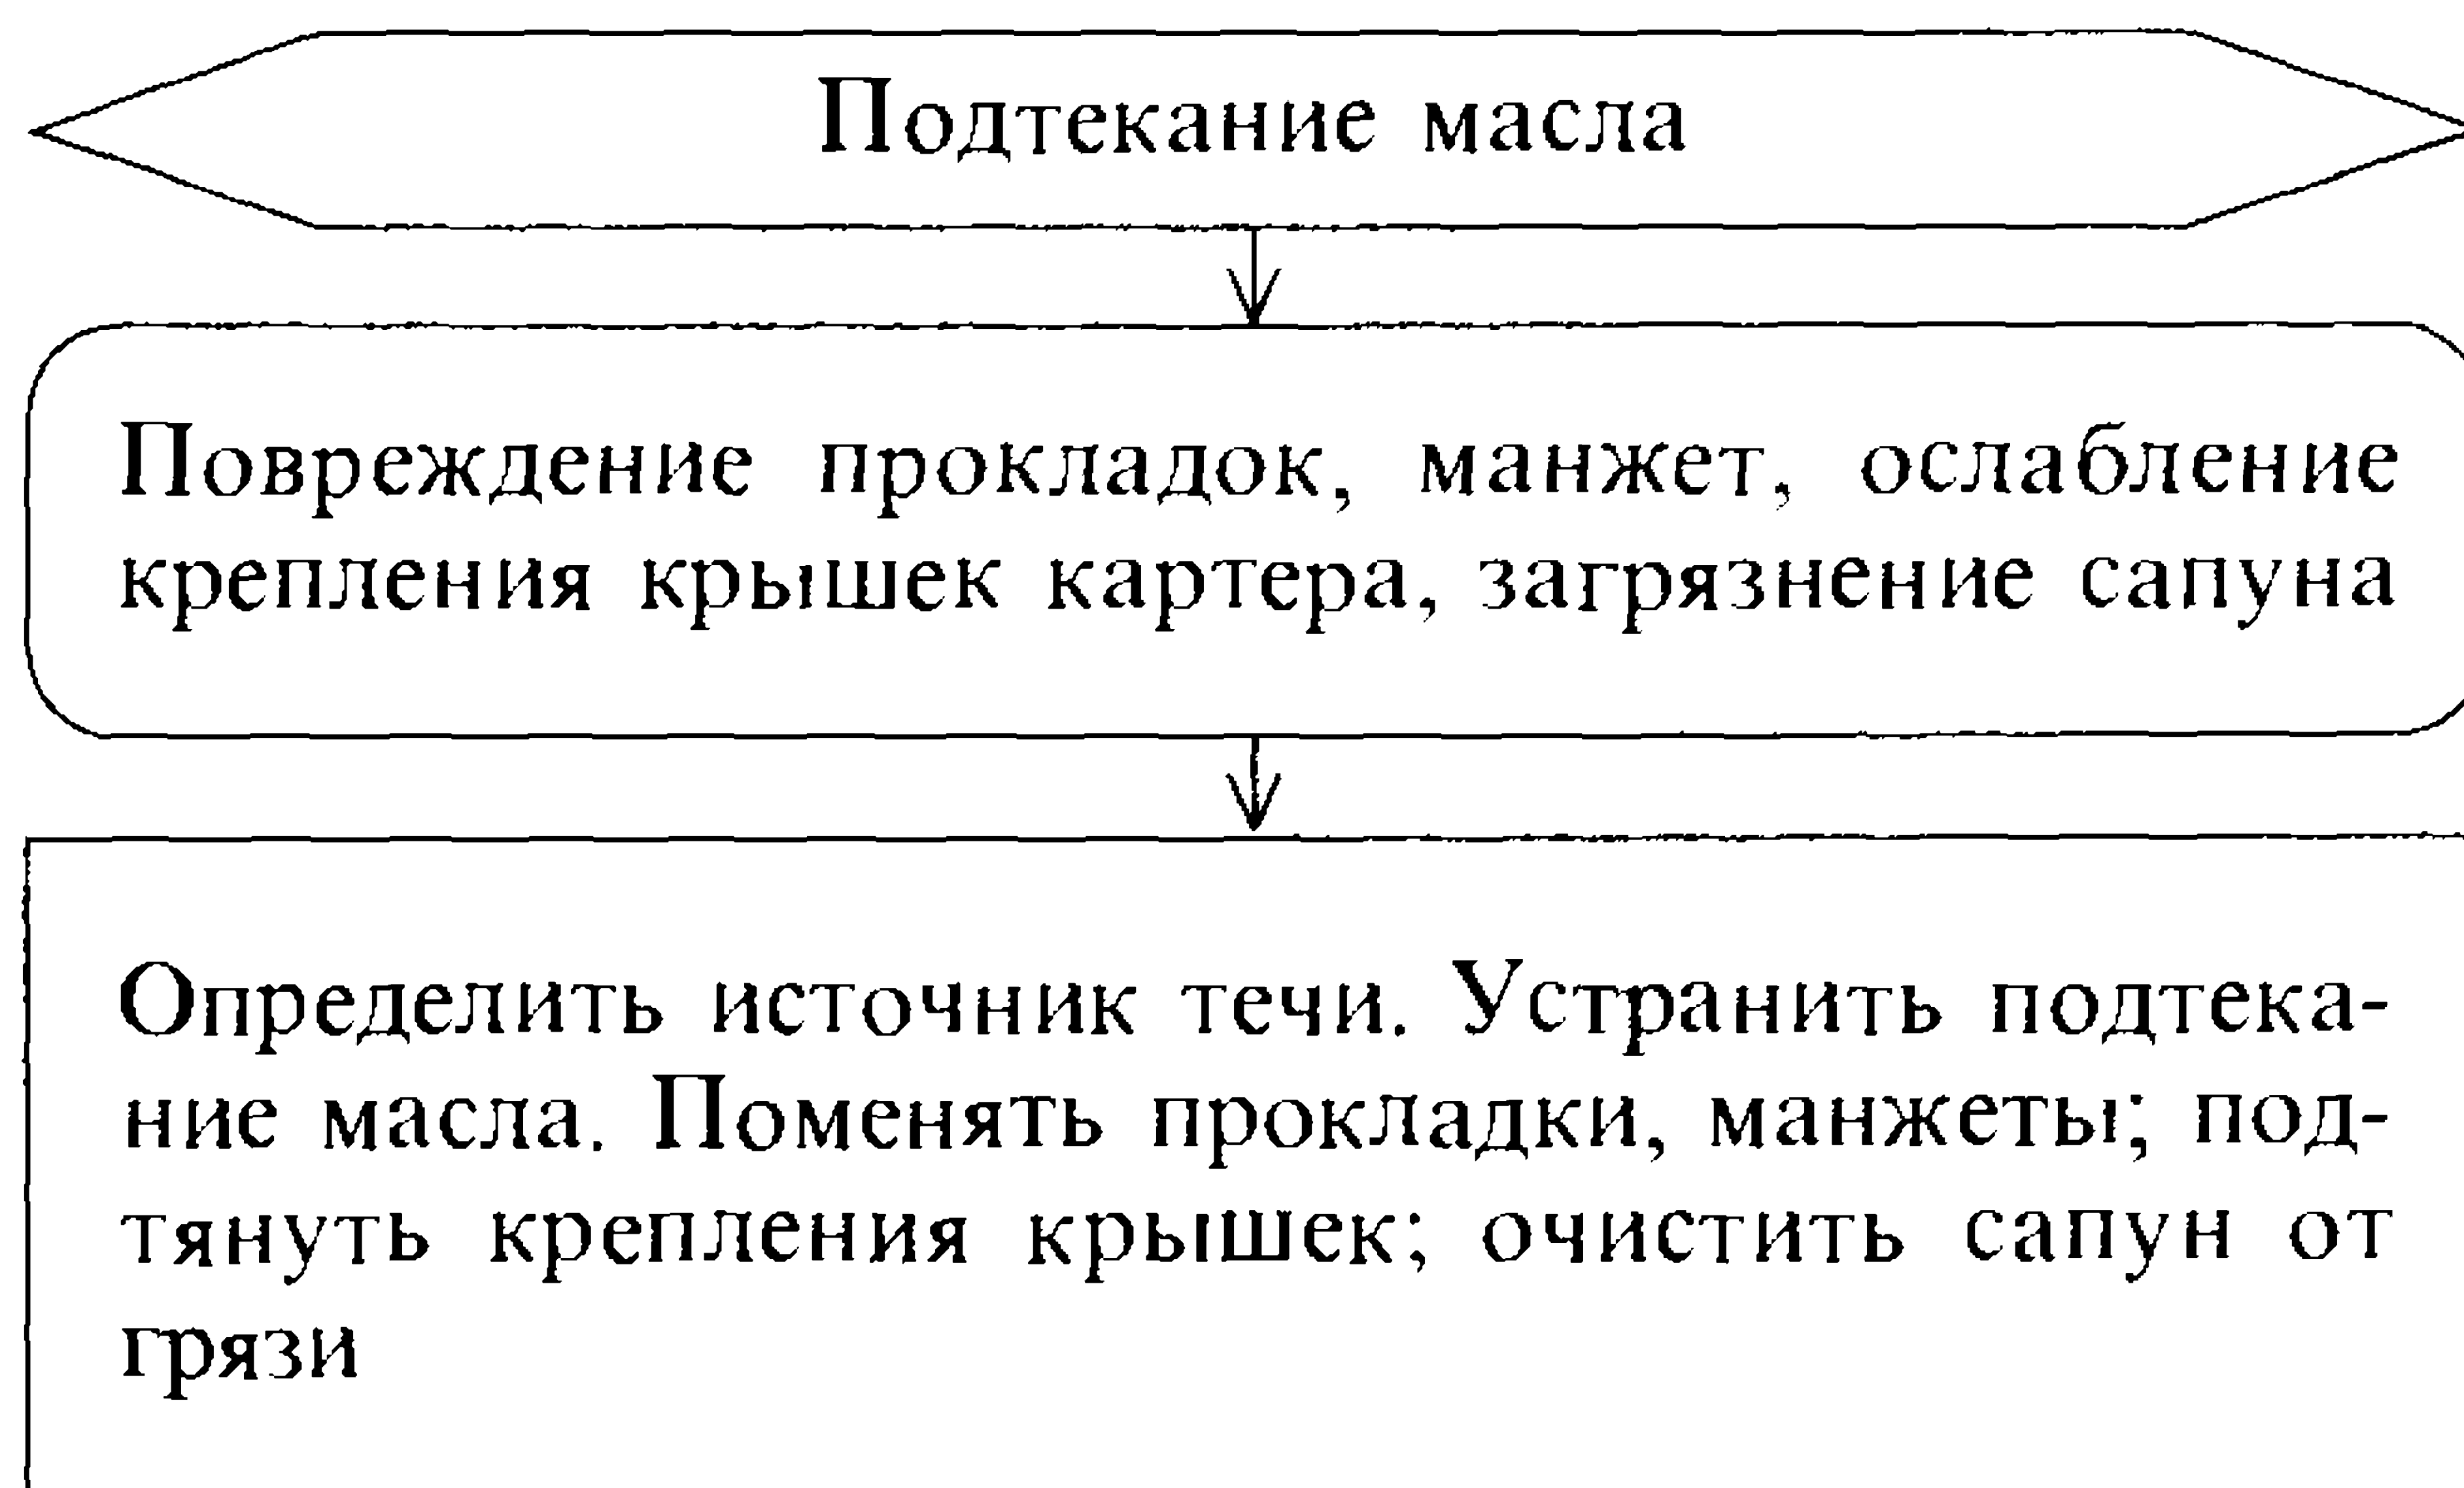 Подтекание масла
Повреждение прокладок, манжет, ослабление
крепления крышек картера, загрязнение сапуна
Определить источник течи. Устранить подтека-
ние масла. Поменять прокладки, манжеты; под-
тянуть крепления крышек; очистить сапун от
грязи